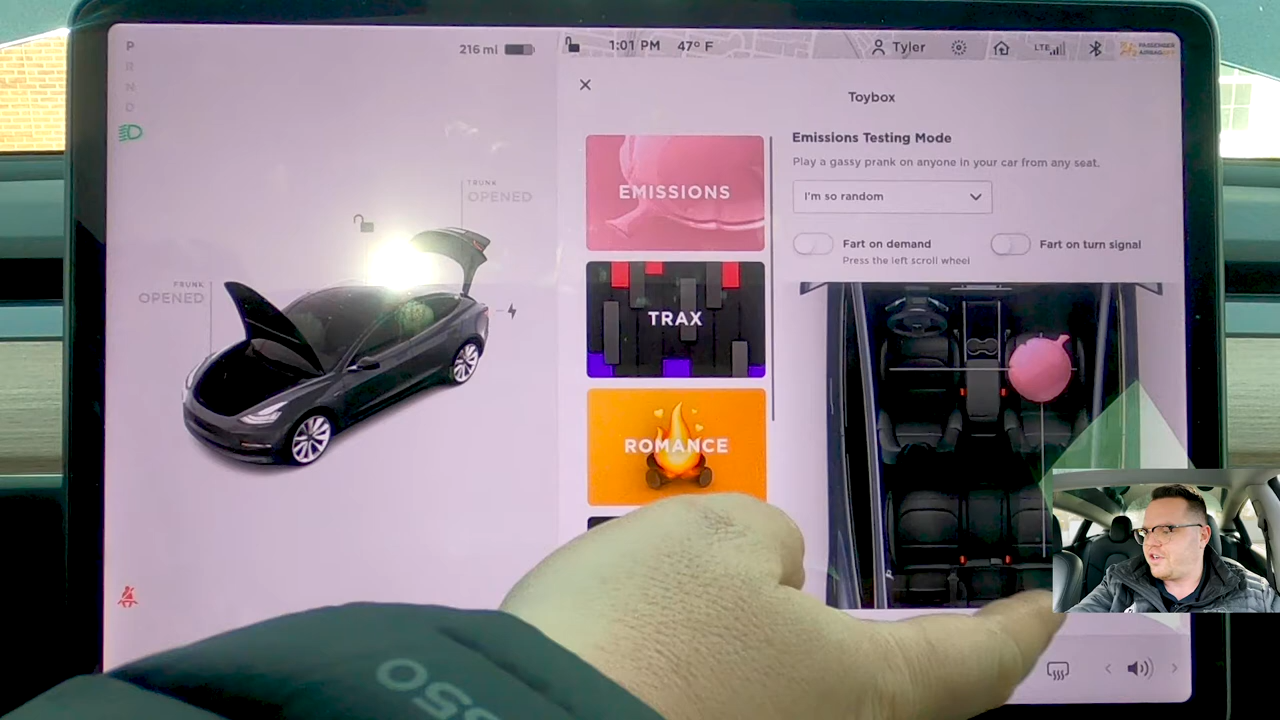 P
R
N
D
216 mi
1:01 PM
47° F
Tyler
LTE
PASSENGER
AIRBAG OFF
TRUNK
OPENED
FRUNK
OPENED
Toybox
EMISSIONS
TRAX
ROMANCE
Emissions Testing Mode
Play a gassy prank on anyone in your car from any seat.
I'm so random
Fart on demand
Press the left scroll wheel
Fart on turn signal